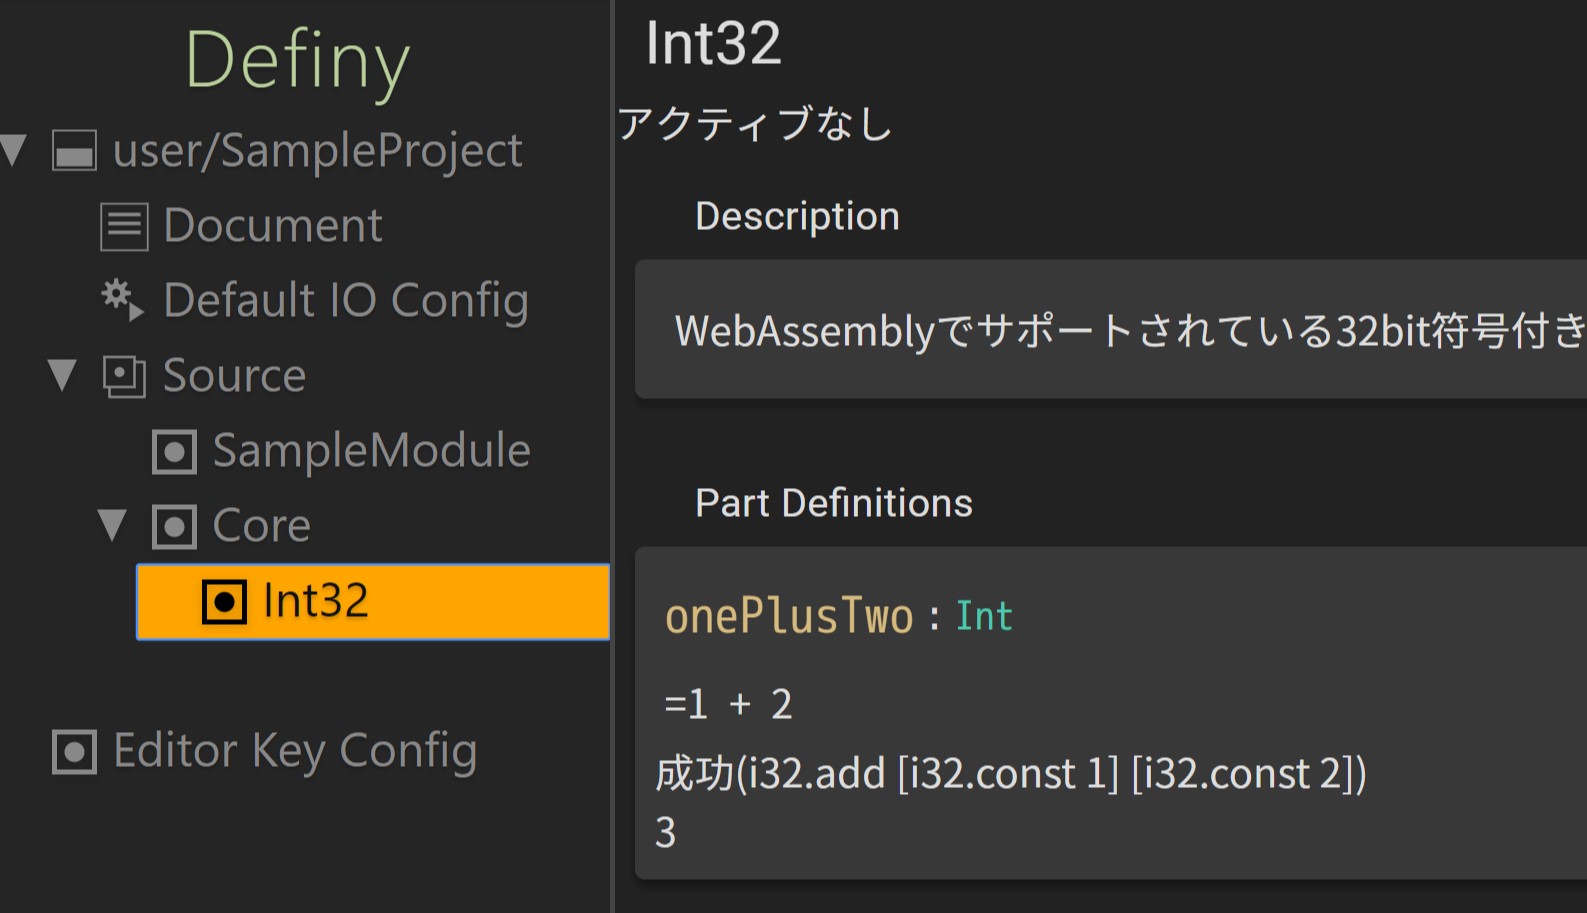 Definy
user/SampleProject
Document
Default IO Config
Source
SampleModule
Core
Int32
Editor Key Config
Int32
アクティブなし
Description
WebAssemblyでサポートされている32bit符号付き
Part Definitions
onePlusTwo : Int
=1 + 2
成功(i32.add [i32.const 1] [i32.const 2])
3